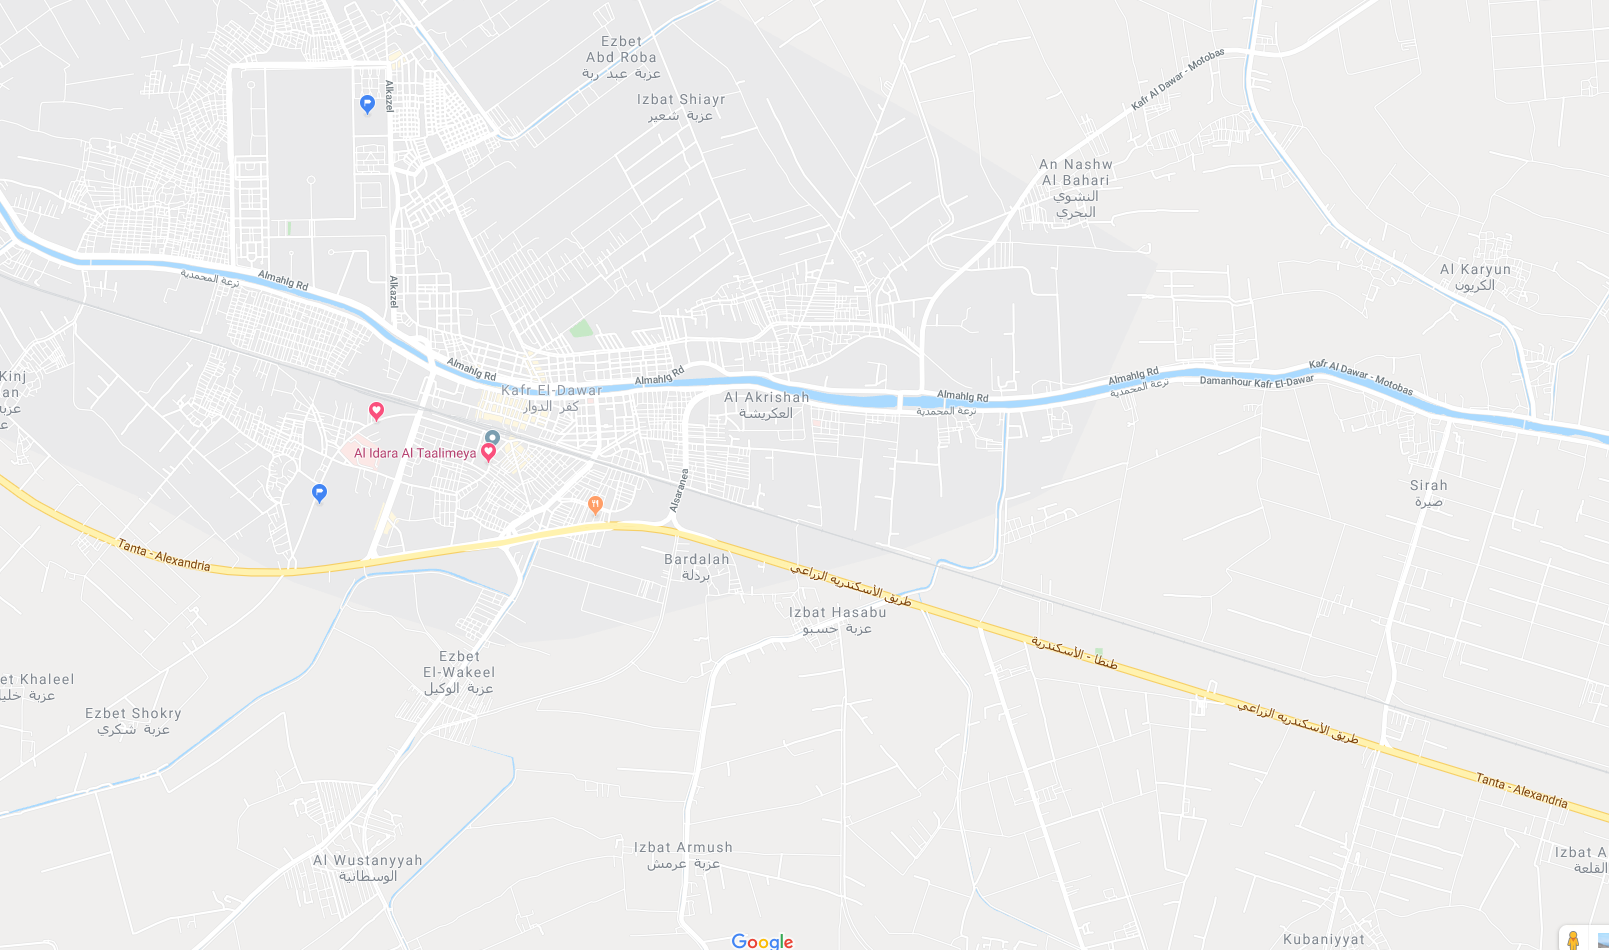 Ezbet
Abd Roba
عزبة عبد ربة
Izbat Shiayr
عزبة شعير
Kafr Al Dawar - Motobas
Alkazel
An Nashw
Al Bahari
النشوي
البحري
Al Karyun
الكريون
Almahlg Rd
ترعة المحمدية
Alkazel
Almahlg Rd
Almahlg Rd
Kafr El-Dawar
كفر الدوار
Al Akrishah
العكريشة
Almahlg Rd
ترعة المحمدية
Almahlg Rd
ترعة المحمدية
Damanhour Kafr El-Dawar
Kafr Al Dawar - Motobas
Kinj
an
عزبة
Al Idara Al Taalimeya
Alsaranea
Sirah
صيرة
Tanta - Alexandria
Bardalah
بردلة
طريق الأسكندرية الزراعي
Izbat Hasabu
عزبة حسبو
طنطا - الأسكندرية
Ezbet
El-Wakeel
عزبة الوكيل
et Khaleel
عزبة خليل
Ezbet Shokry
عزبة شكري
طريق الأسكندرية الزراعي
Tanta - Alexandria
Al Wustanyyah
الوسطانية
Izbat Armush
عزبة عرمش
Izbat A
القلعة
Kubaniyyat
Google